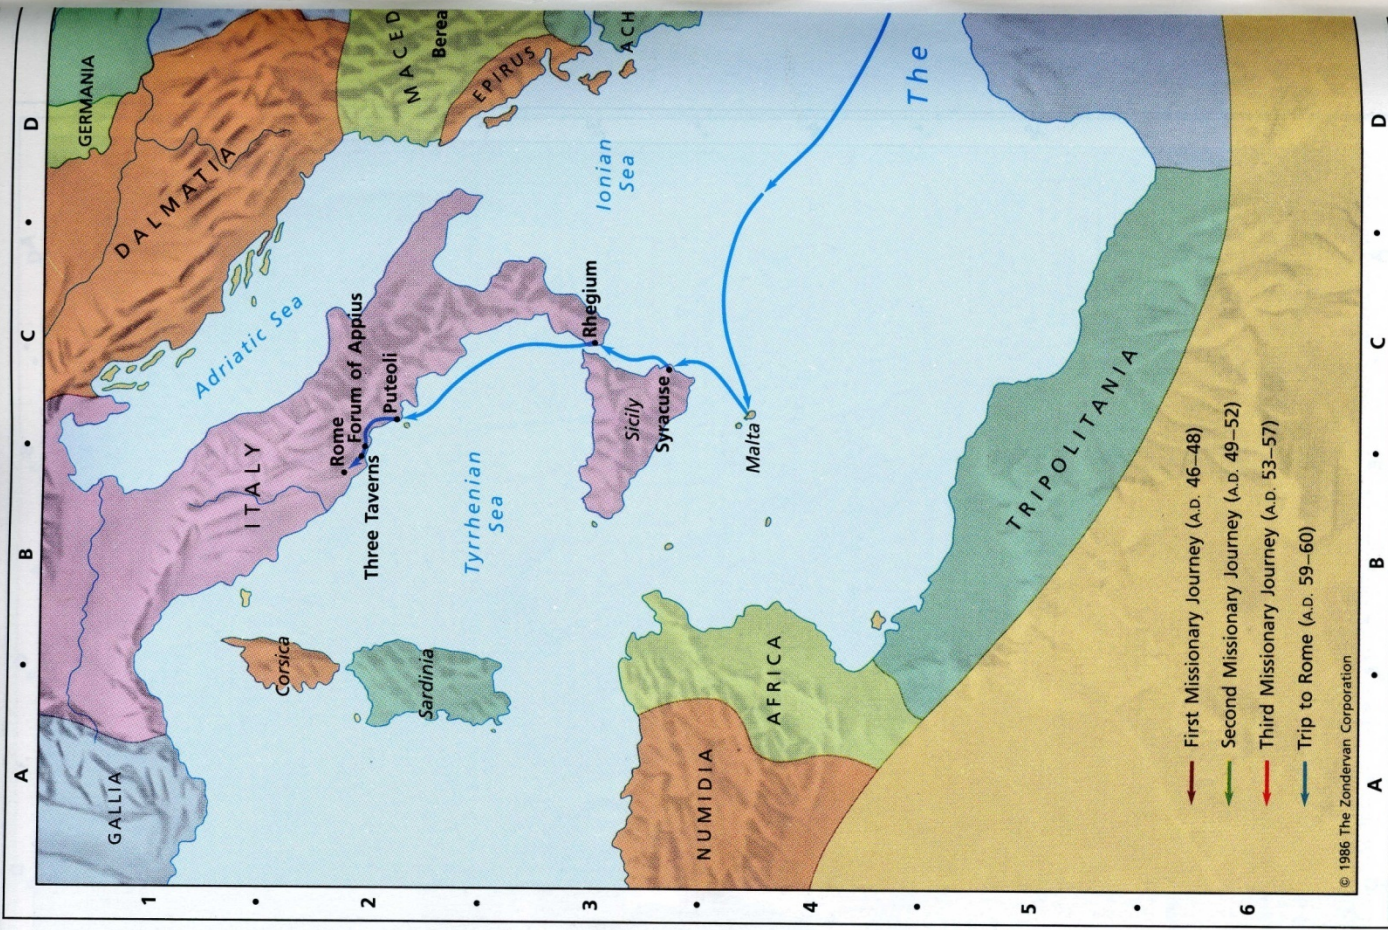 A
•
B
•
C
•
D
1
•
2
•
3
•
4
•
5
•
6
GERMANIA
DALMATIA
MACED
Berea
EPIRUS
ACH
GALLIA
ITALY
Adriatic Sea
Rome
Forum of Appius
Three Taverns
Puteoli
Corsica
Sardinia
Tyrrhenian
Sea
Ionian
Sea
Rhegium
Sicily
Syracuse
Malta
The
NUMIDIA
AFRICA
TRIPOLITANIA
First Missionary Journey (A.D. 46–48)
Second Missionary Journey (A.D. 49–52)
Third Missionary Journey (A.D. 53–57)
Trip to Rome (A.D. 59–60)
© 1986 The Zondervan Corporation
A
•
B
•
C
•
D